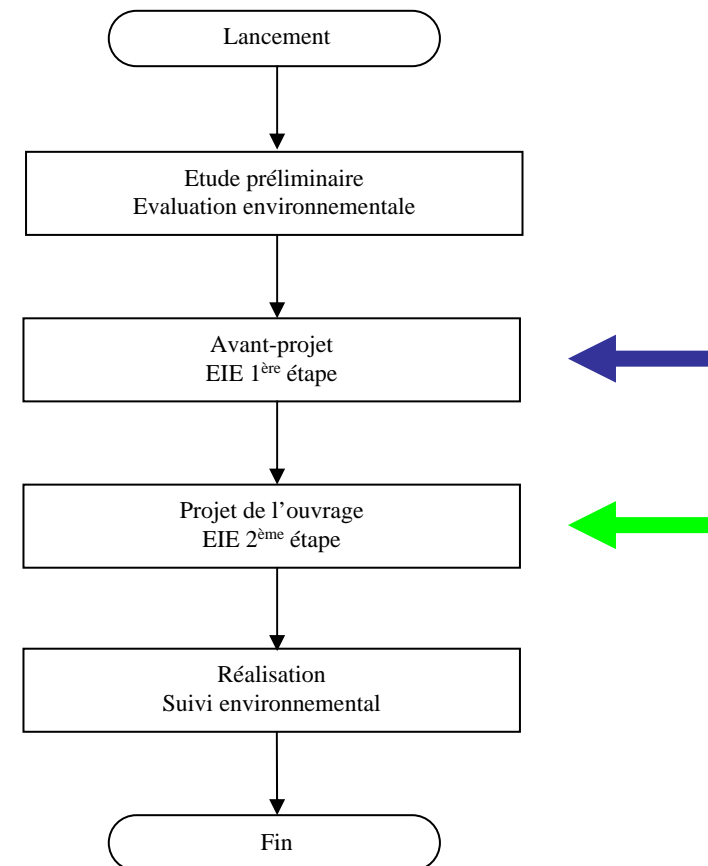 Lancement
Etude préliminaire
Evaluation environnementale
Avant-projet
EIE 1ère étape
Projet de l’ouvrage
EIE 2ème étape
Réalisation
Suivi environnemental
Fin